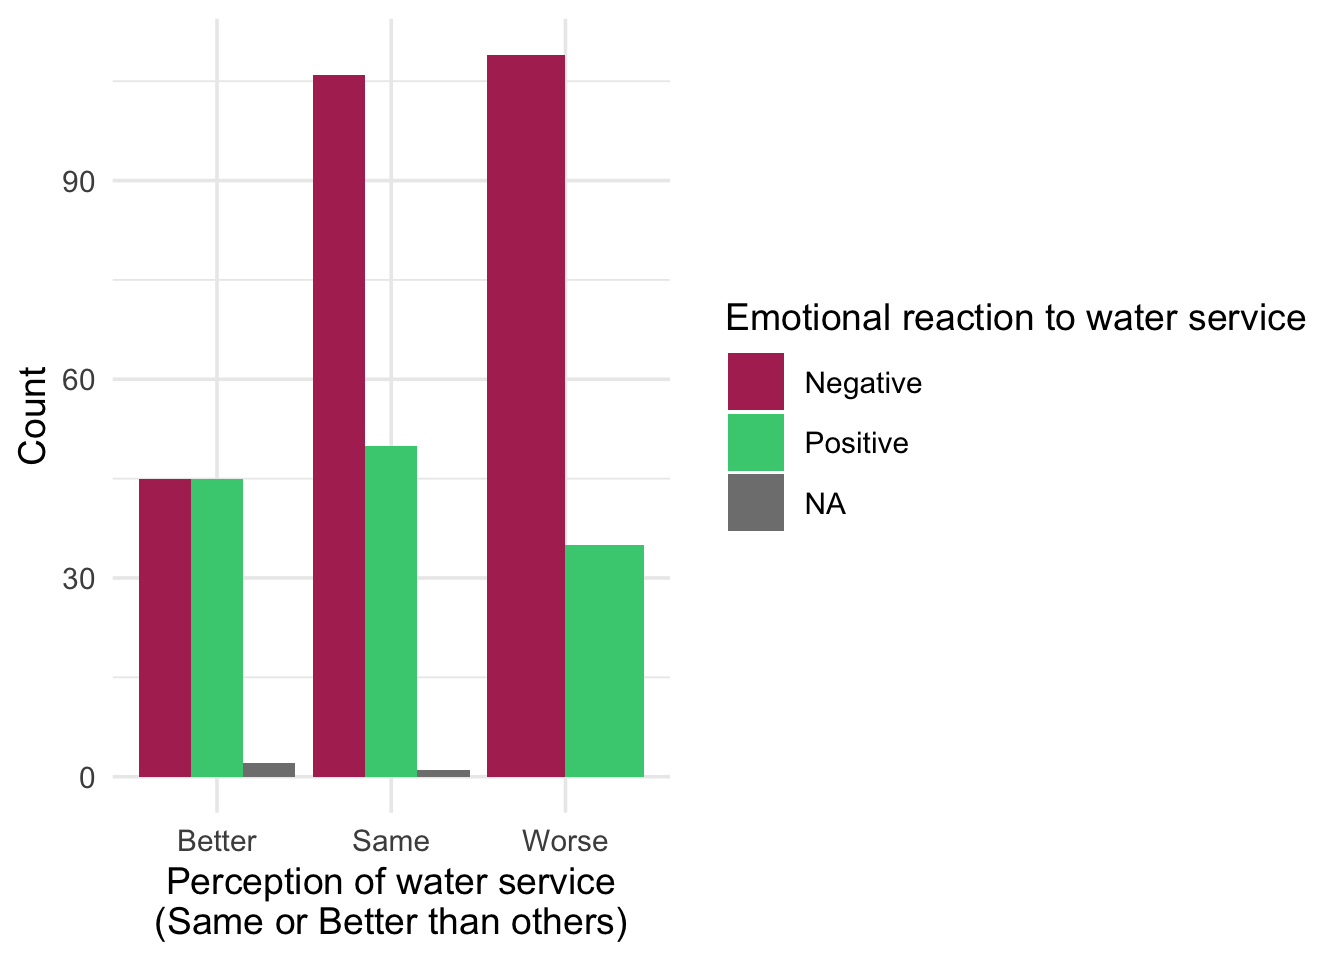 Count
90
60
30
0
Better
Same
Worse
Perception of water service
(Same or Better than others)
Emotional reaction to water service
Negative
Positive
NA